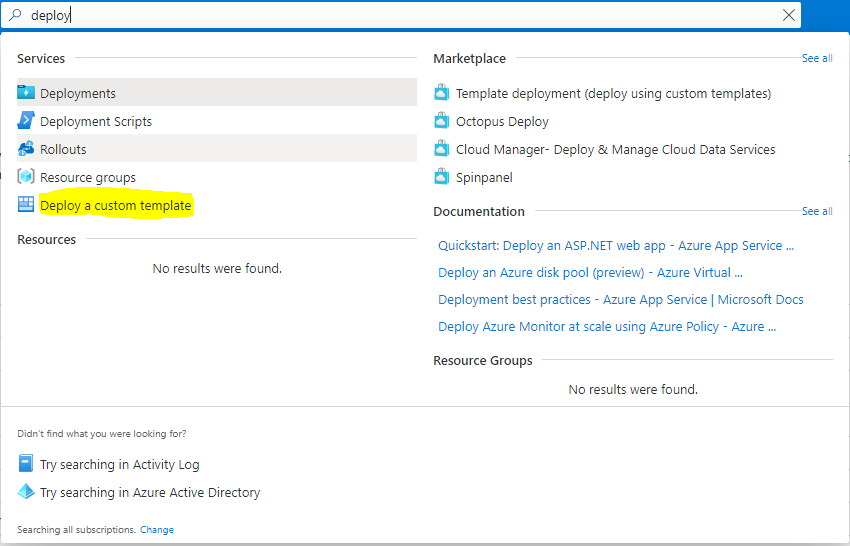 deploy
Services
Deployments
Deployment Scripts
Rollouts
Resource groups
Deploy a custom template
Resources
No results were found.
Marketplace
See all
Template deployment (deploy using custom templates)
Octopus Deploy
Cloud Manager- Deploy & Manage Cloud Data Services
Spinpanel
Documentation
See all
Quickstart: Deploy an ASP.NET web app - Azure App Service ...
Deploy an Azure disk pool (preview) - Azure Virtual ...
Deployment best practices - Azure App Service | Microsoft Docs
Deploy Azure Monitor at scale using Azure Policy - Azure ...
Resource Groups
No results were found.
Didn't find what you were looking for?
Try searching in Activity Log
Try searching in Azure Active Directory
Searching all subscriptions. Change